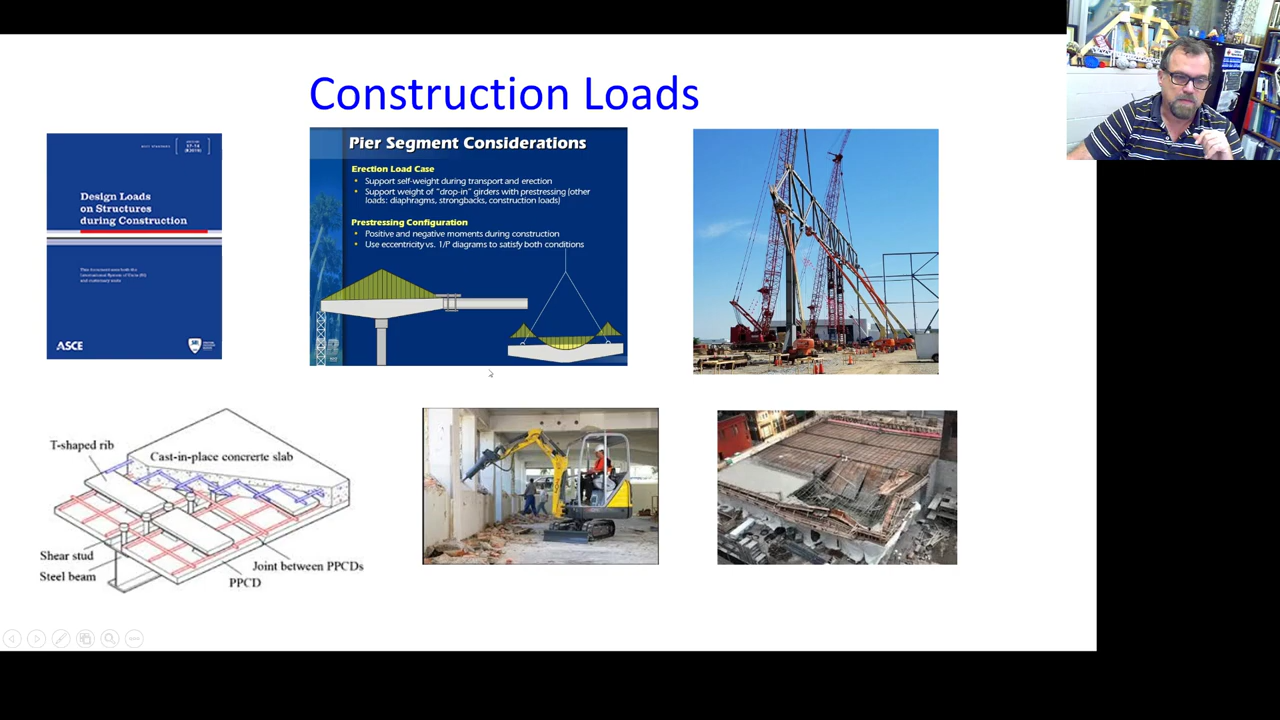 Construction Loads
Design Loads
on Structures
during Construction
ASCE
Pier Segment Considerations
Erection Load Case
• Support self-weight during transport and erection
• Support weight of “drop-in” girders with prestressing (other
loads: diaphragms, strongbacks, construction loads)
Prestressing Configuration
• Positive and negative moments during construction
• Use eccentricity vs. 1/P diagrams to satisfy both conditions
T-shaped rib
Cast-in-place concrerte slab
Shear stud
Steel beam
Joint between PPCDs
PPCD